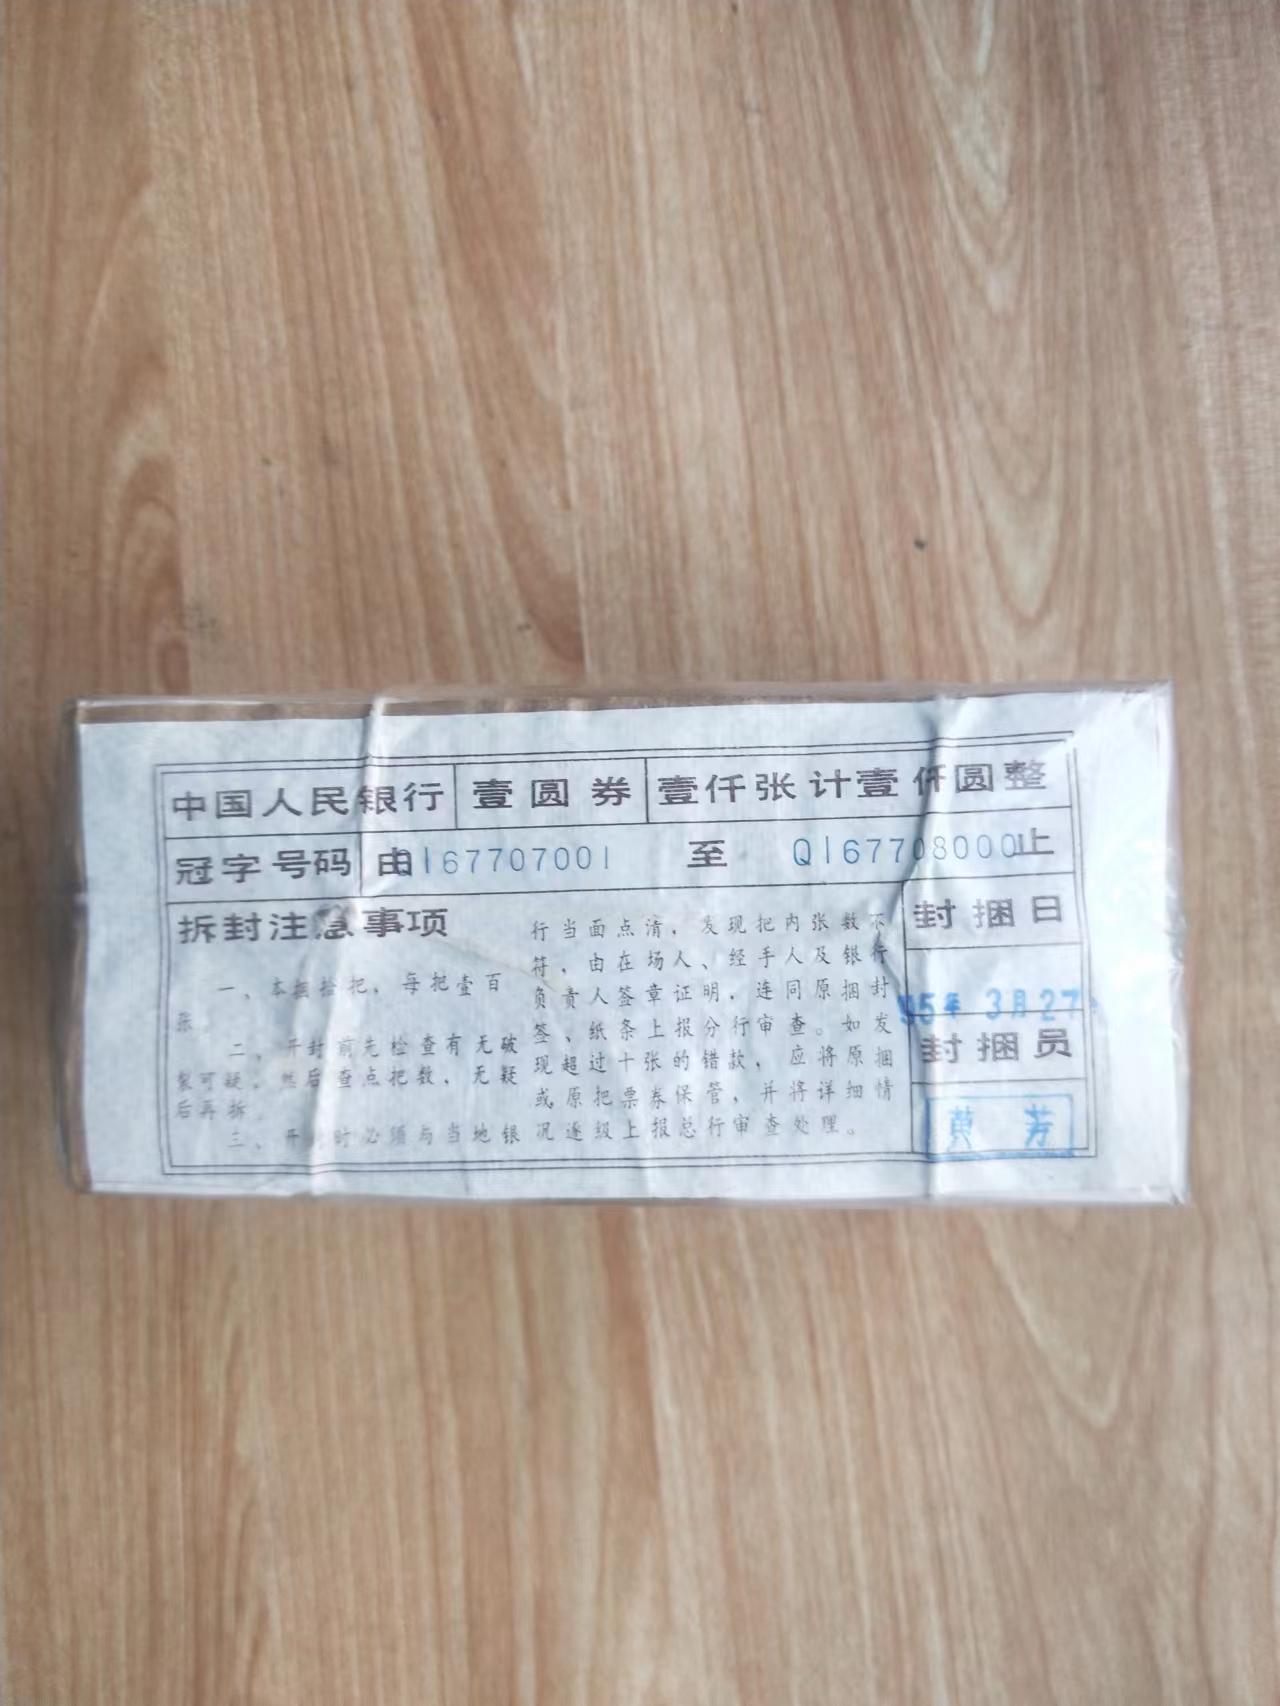 中国人民银行 壹圆券 壹仟张计壹仟圆整
冠字号码 由Q167707001 至 Q167708000止
拆封注意事项
一、本捆拾把，每把壹百
张。
二、开封前先检查有无破
裂可疑，然后查点把数，无疑
后再拆。
三、开封时必须与当地银
行当面点清，发现把内张数不
符，由在场人、经手人及银行
负责人签章证明，连同原捆封
签、纸条上报分行审查。如发
现超过十张的错款，应将原捆
或原把票券保管，并将详细情
况逐级上报总行审查处理。
封捆日
95年3月27
封捆员
黄芳